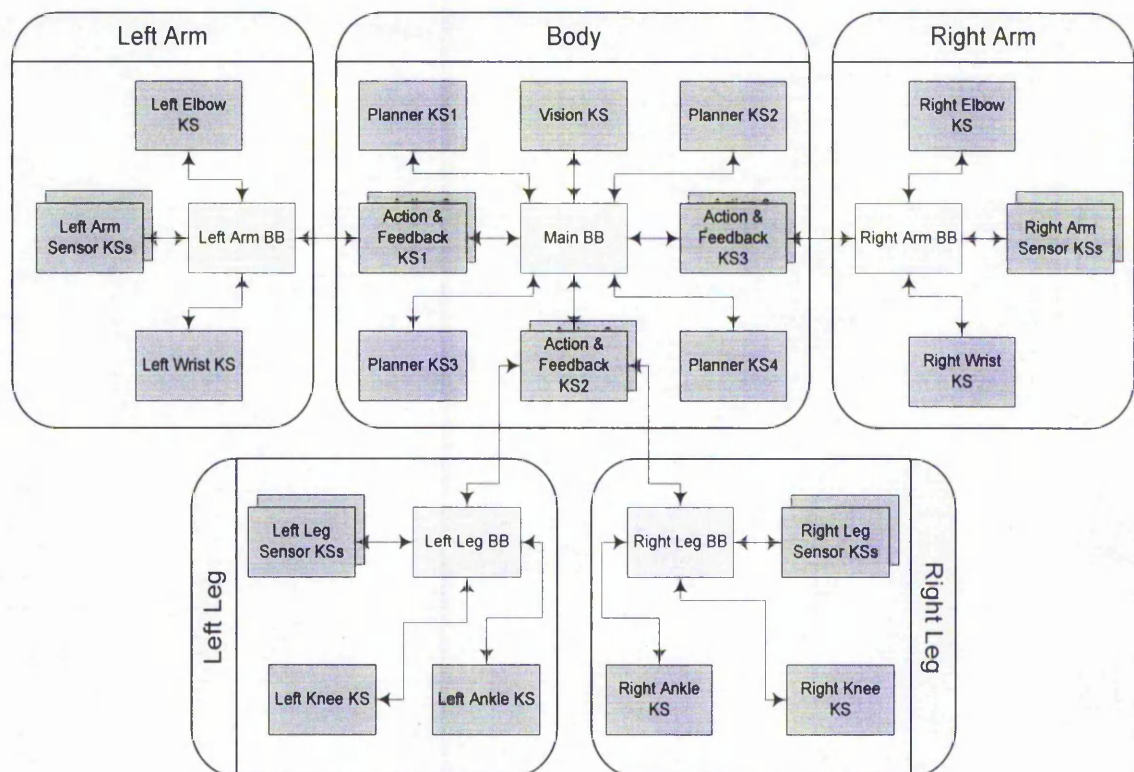 Left Arm
Body
Right Arm
Left Elbow
KS
Planner KS1
Vision KS
Planner KS2
Right Elbow
KS
Left Arm
Sensor KSs
Left Arm BB
Action &
Feedback
KS1
Main BB
Action &
Feedback
KS3
Right Arm BB
Right Arm
Sensor KSs
Left Wrist KS
Planner KS3
Action &
Feedback
KS2
Planner KS4
Right Wrist
KS
Left Leg
Left Leg
Sensor KSs
Left Leg BB
Right Leg BB
Right Leg
Sensor KSs
Right Leg
Left Knee KS
Left Ankle KS
Right Ankle
KS
Right Knee
KS